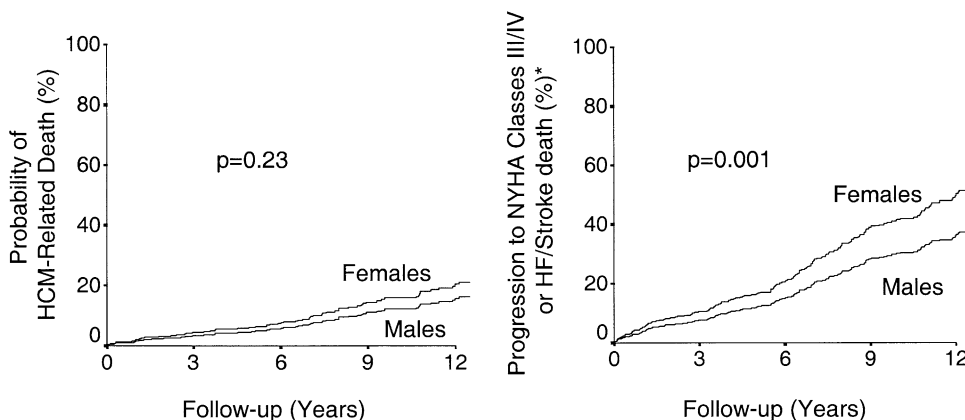 Probability of
HCM-Related Death (%)
100
80
60
40
20
0
p=0.23
Females
Males
0 3 6 9 12
Follow-up (Years)
Progression to NYHA Classes III/IV
or HF/Stroke death (%)*
100
80
60
40
20
0
p=0.001
Females
Males
0 3 6 9 12
Follow-up (Years)